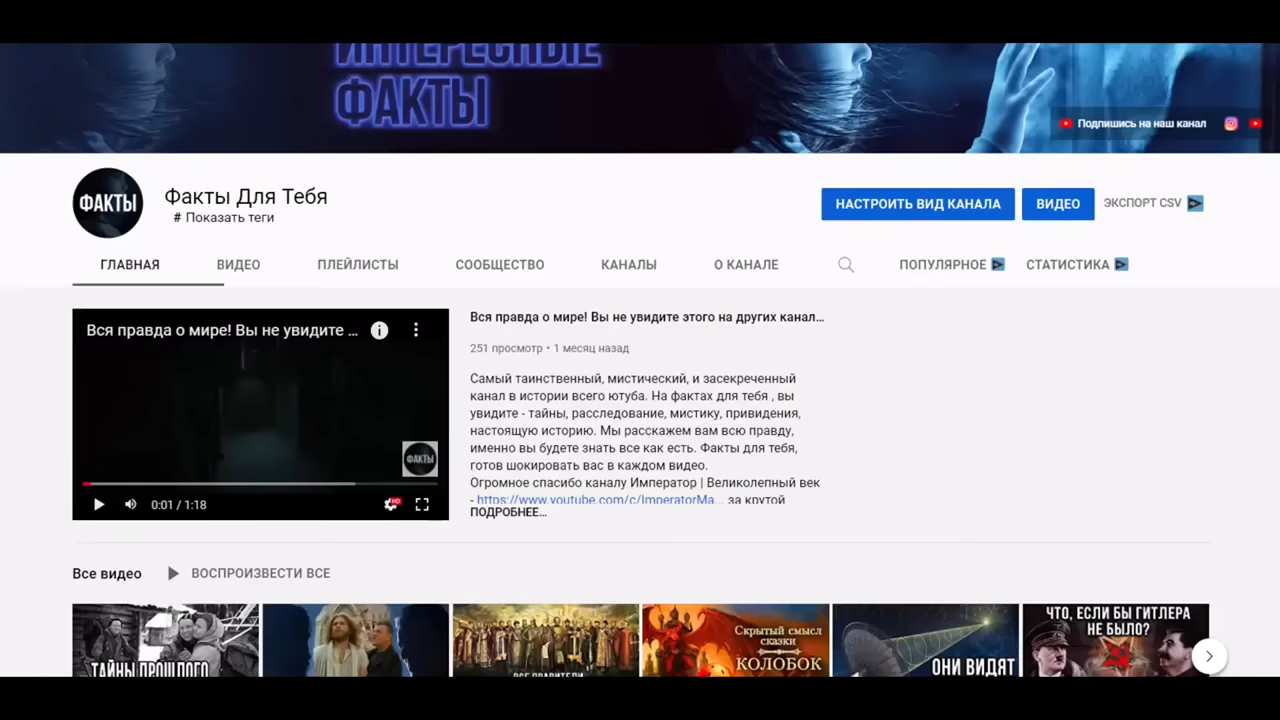 ИНТЕРЕСНЫЕ
ФАКТЫ
Подпишись на наш канал
ФАКТЫ
Факты Для Тебя
# Показать теги
НАСТРОИТЬ ВИД КАНАЛА
ВИДЕО
ЭКСПОРТ CSV
ГЛАВНАЯ
ВИДЕО
ПЛЕЙЛИСТЫ
СООБЩЕСТВО
КАНАЛЫ
О КАНАЛЕ
ПОПУЛЯРНОЕ
СТАТИСТИКА
Вся правда о мире! Вы не увидите ...
ФАКТЫ
0:01 / 1:18
HD
Вся правда о мире! Вы не увидите этого на других канал...
251 просмотр • 1 месяц назад
Самый таинственный, мистический, и засекреченный
канал в истории всего ютуба. На фактах для тебя , вы
увидите - тайны, расследование, мистику, привидения,
настоящую историю. Мы расскажем вам всю правду,
именно вы будете знать все как есть. Факты для тебя,
готов шокировать вас в каждом видео.
Огромное спасибо каналу Император | Великолепный век
- https://www.youtube.com/c/ImperatorMa... за крутой
ПОДРОБНЕЕ...
Все видео
ВОСПРОИЗВЕСТИ ВСЕ
ТАЙНЫ ПРОШЛОГО
ВСЕ ПРАВИТЕЛИ
Скрытый смысл
сказки
КОЛОБОК
ОНИ ВИДЯТ
ЧТО, ЕСЛИ БЫ ГИТЛЕРА
НЕ БЫЛО?